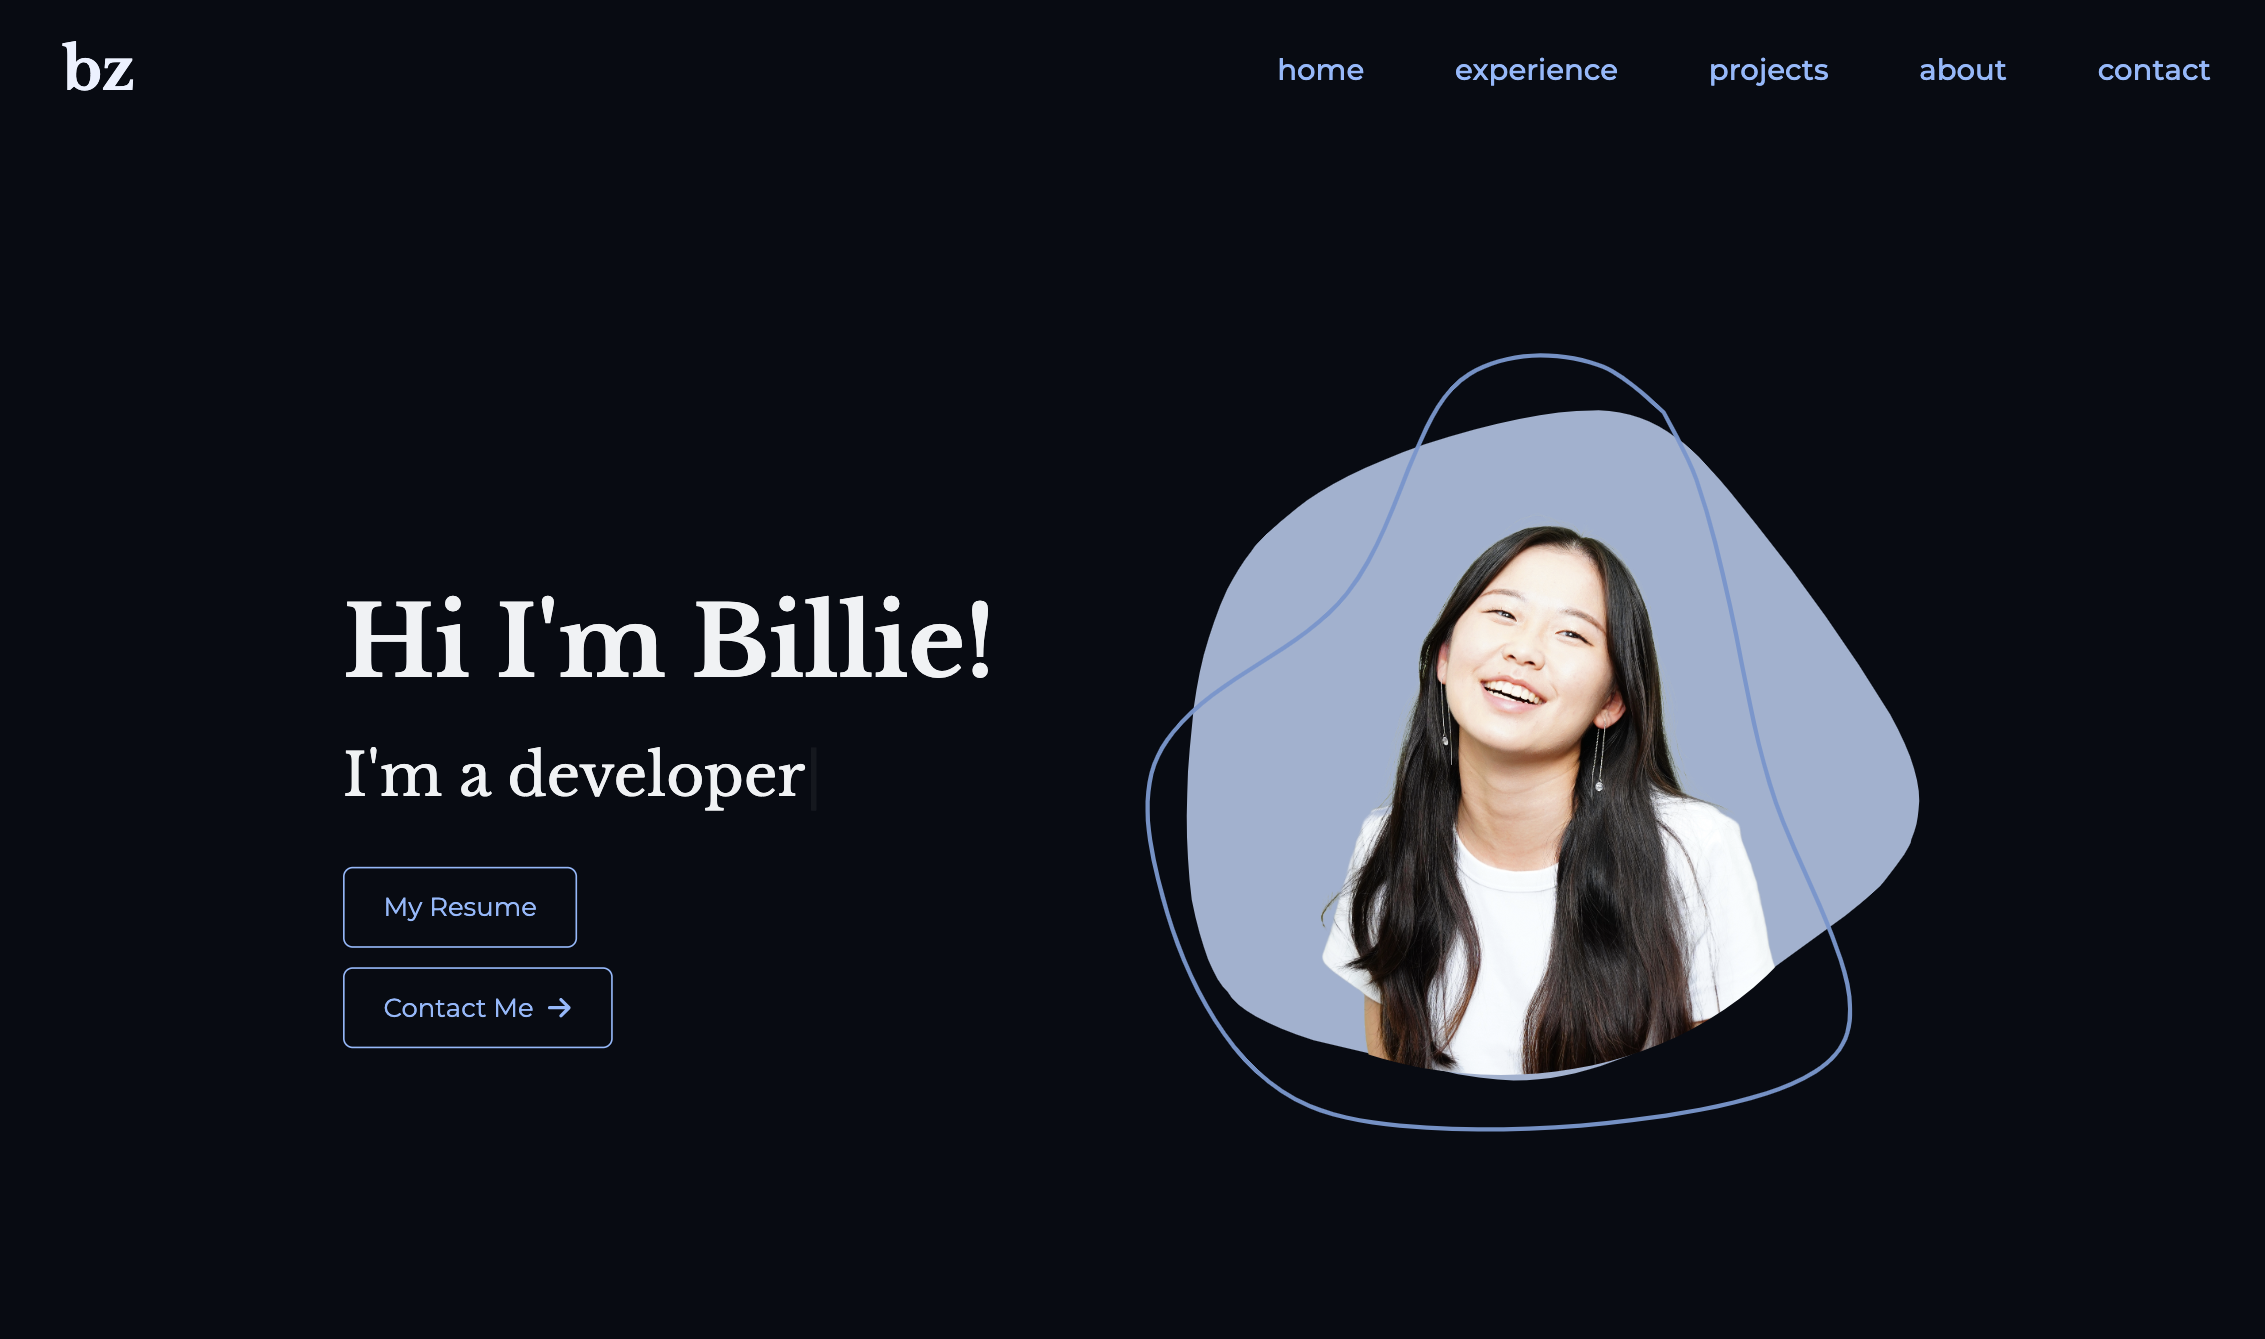 bz
home experience projects about contact
Hi I'm Billie!
I'm a developer
My Resume
Contact Me →